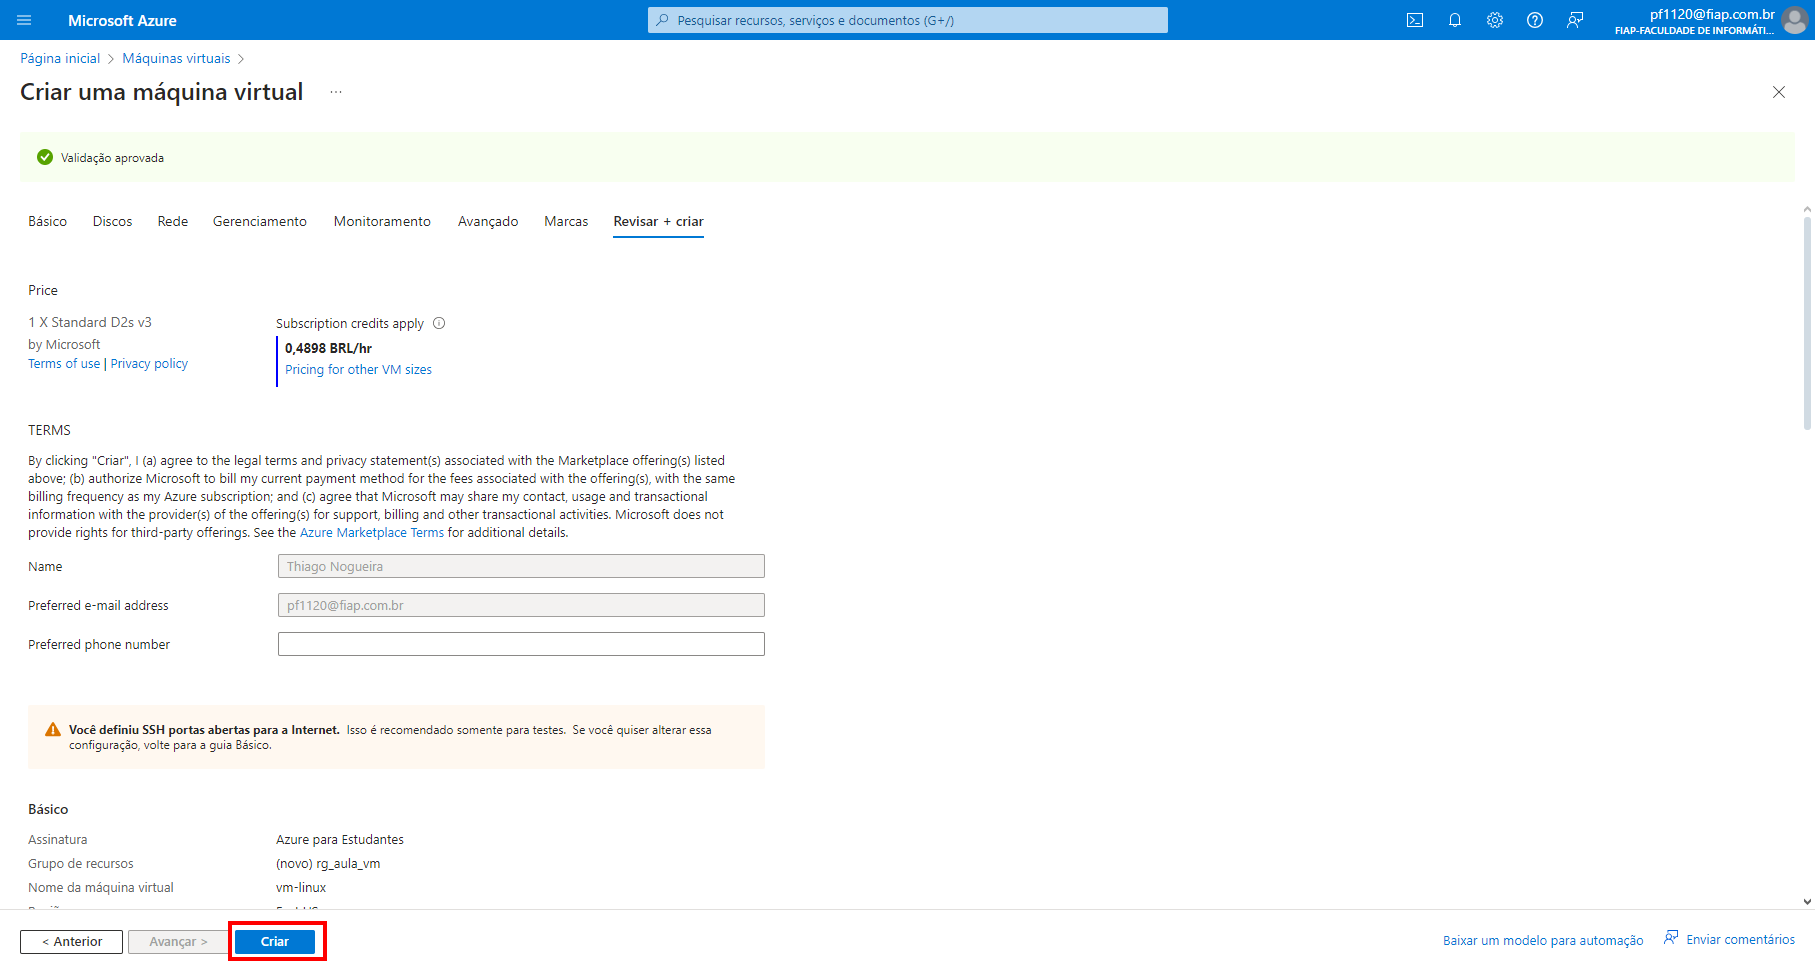 Microsoft Azure
Pesquisar recursos, serviços e documentos (G+/)
pf1120@fiap.com.br
FIAP-FACULDADE DE INFORMÁTI...
Página inicial > Máquinas virtuais >
Criar uma máquina virtual ...
Validação aprovada
Básico Discos Rede Gerenciamento Monitoramento Avançado Marcas Revisar + criar
Price
1 X Standard D2s v3
by Microsoft
Terms of use | Privacy policy
Subscription credits apply
0,4898 BRL/hr
Pricing for other VM sizes
TERMS
By clicking "Criar", I (a) agree to the legal terms and privacy statement(s) associated with the Marketplace offering(s) listed
above; (b) authorize Microsoft to bill my current payment method for the fees associated with the offering(s), with the same
billing frequency as my Azure subscription; and (c) agree that Microsoft may share my contact, usage and transactional
information with the provider(s) of the offering(s) for support, billing and other transactional activities. Microsoft does not
provide rights for third-party offerings. See the Azure Marketplace Terms for additional details.
Name Thiago Nogueira
Preferred e-mail address pf1120@fiap.com.br
Preferred phone number
Você definiu SSH portas abertas para a Internet. Isso é recomendado somente para testes. Se você quiser alterar essa
configuração, volte para a guia Básico.
Básico
Assinatura Azure para Estudantes
Grupo de recursos (novo) rg_aula_vm
Nome da máquina virtual vm-linux
< Anterior Avançar > Criar
Baixar um modelo para automação Enviar comentários